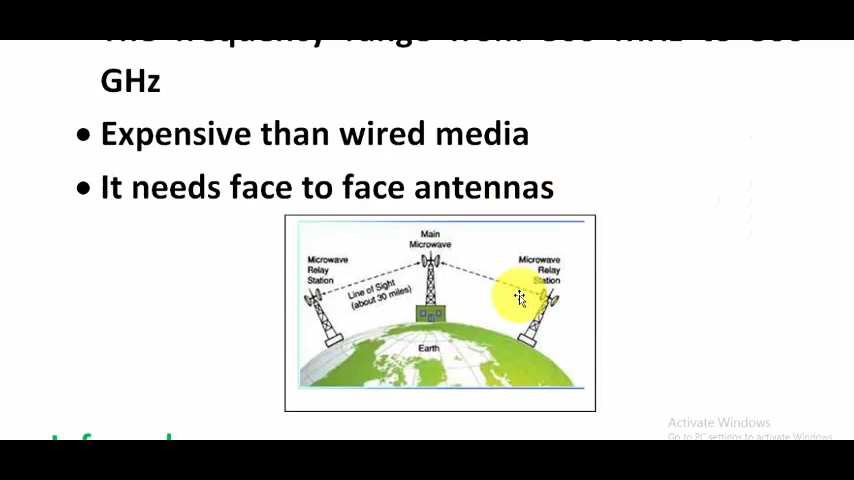 GHz
• Expensive than wired media
• It needs face to face antennas
Main
Microwave
Microwave
Relay
Station
Line of Sight
(about 30 miles)
Microwave
Relay
Station
Earth
Activate Windows
Go to PC settings to activate Windows.